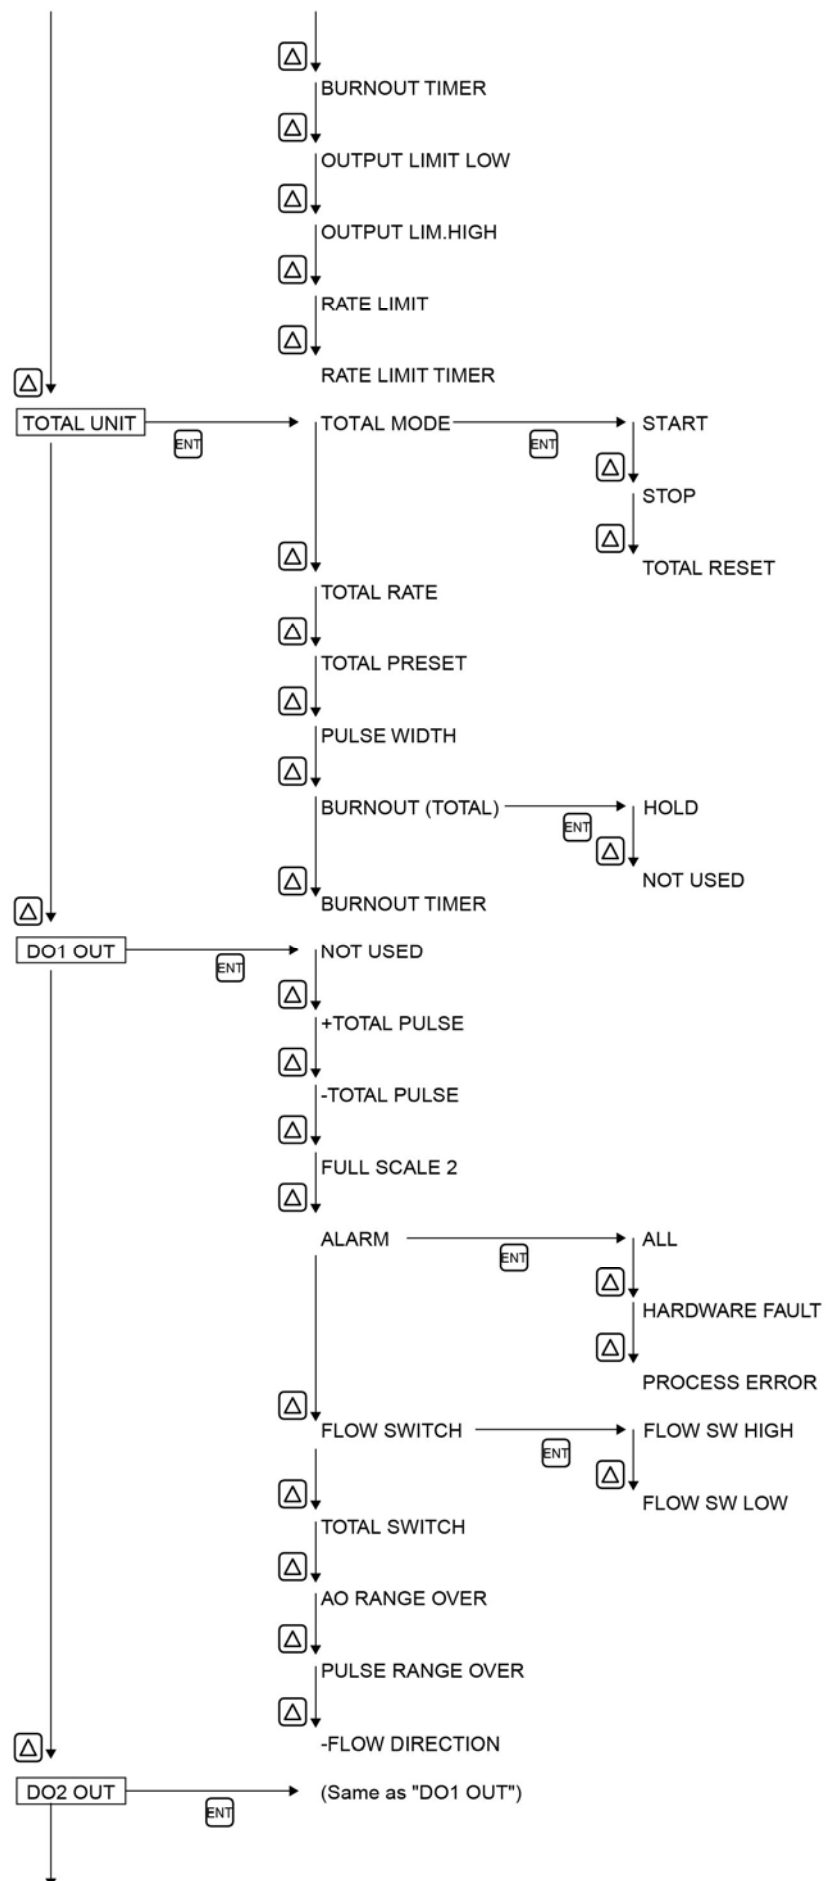 BURNOUT TIMER
OUTPUT LIMIT LOW
OUTPUT LIM.HIGH
RATE LIMIT
RATE LIMIT TIMER
TOTAL UNIT ENT TOTAL MODE ENT START
STOP
TOTAL RESET
TOTAL RATE
TOTAL PRESET
PULSE WIDTH
BURNOUT (TOTAL) ENT HOLD
NOT USED
BURNOUT TIMER
DO1 OUT ENT NOT USED
+TOTAL PULSE
-TOTAL PULSE
FULL SCALE 2
ALARM ENT ALL
HARDWARE FAULT
PROCESS ERROR
FLOW SWITCH ENT FLOW SW HIGH
FLOW SW LOW
TOTAL SWITCH
AO RANGE OVER
PULSE RANGE OVER
-FLOW DIRECTION
DO2 OUT ENT (Same as "DO1 OUT")